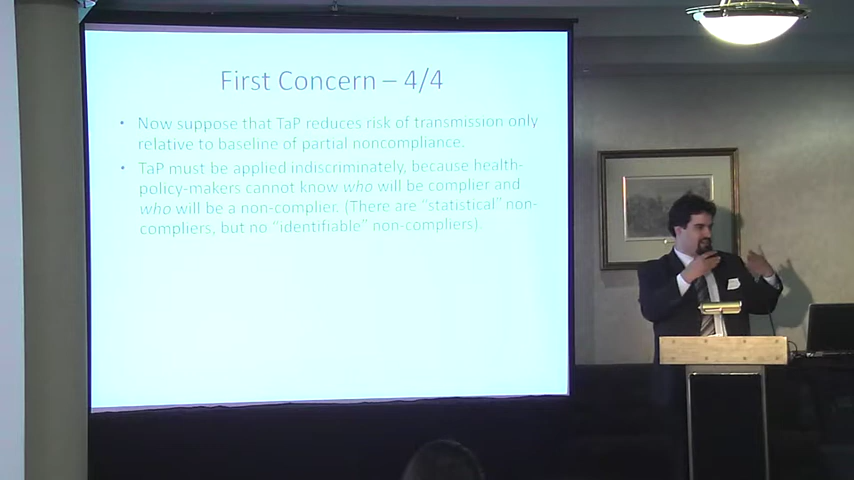 First Concern – 4/4
• Now suppose that TaP reduces risk of transmission only
relative to baseline of partial noncompliance.
• TaP must be applied indiscriminately, because health-
policy-makers cannot know who will be complier and
who will be a non-complier. (There are “statistical” non-
compliers, but no “identifiable” non-compliers).